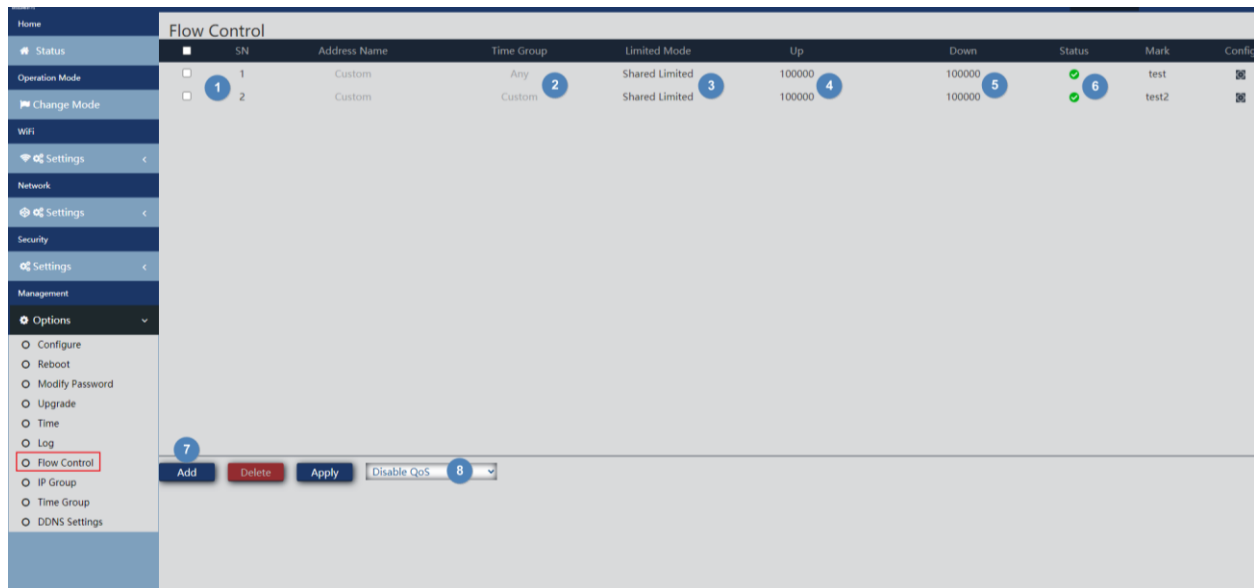 Home
Status
Operation Mode
Change Mode
WiFi
Settings
Network
Settings
Security
Settings
Management
Options
Configure
Reboot
Modify Password
Upgrade
Time
Log
Flow Control
IP Group
Time Group
DDNS Settings
Flow Control
SN Address Name Time Group Limited Mode Up Down Status Mark Config
1 Custom Any Shared Limited 100000 100000 test
2 Custom Custom Shared Limited 100000 100000 test2
1 2 3 4 5 6
7
Add Delete Apply Disable QoS 8